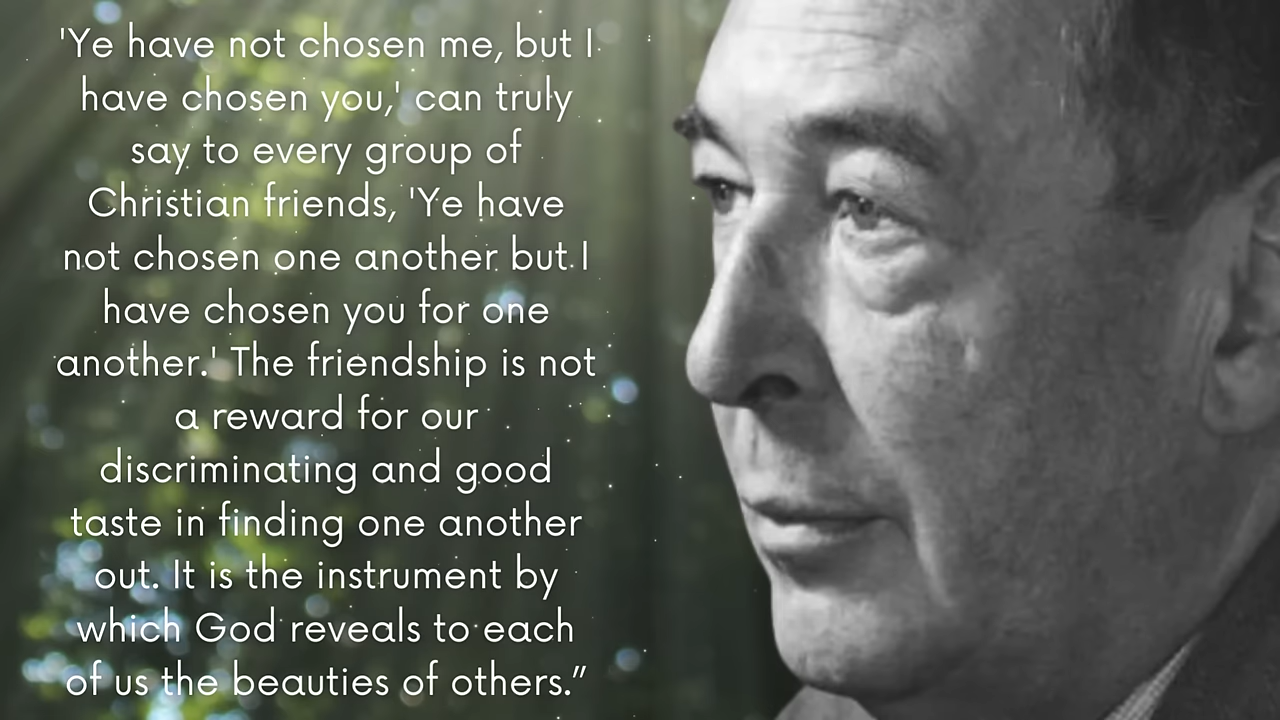 'Ye have not chosen me, but I
have chosen you,' can truly
say to every group of
Christian friends, 'Ye have
not chosen one another but I
have chosen you for one
another.' The friendship is not
a reward for our
discriminating and good
taste in finding one another
out. It is the instrument by
which God reveals to each
of us the beauties of others.”